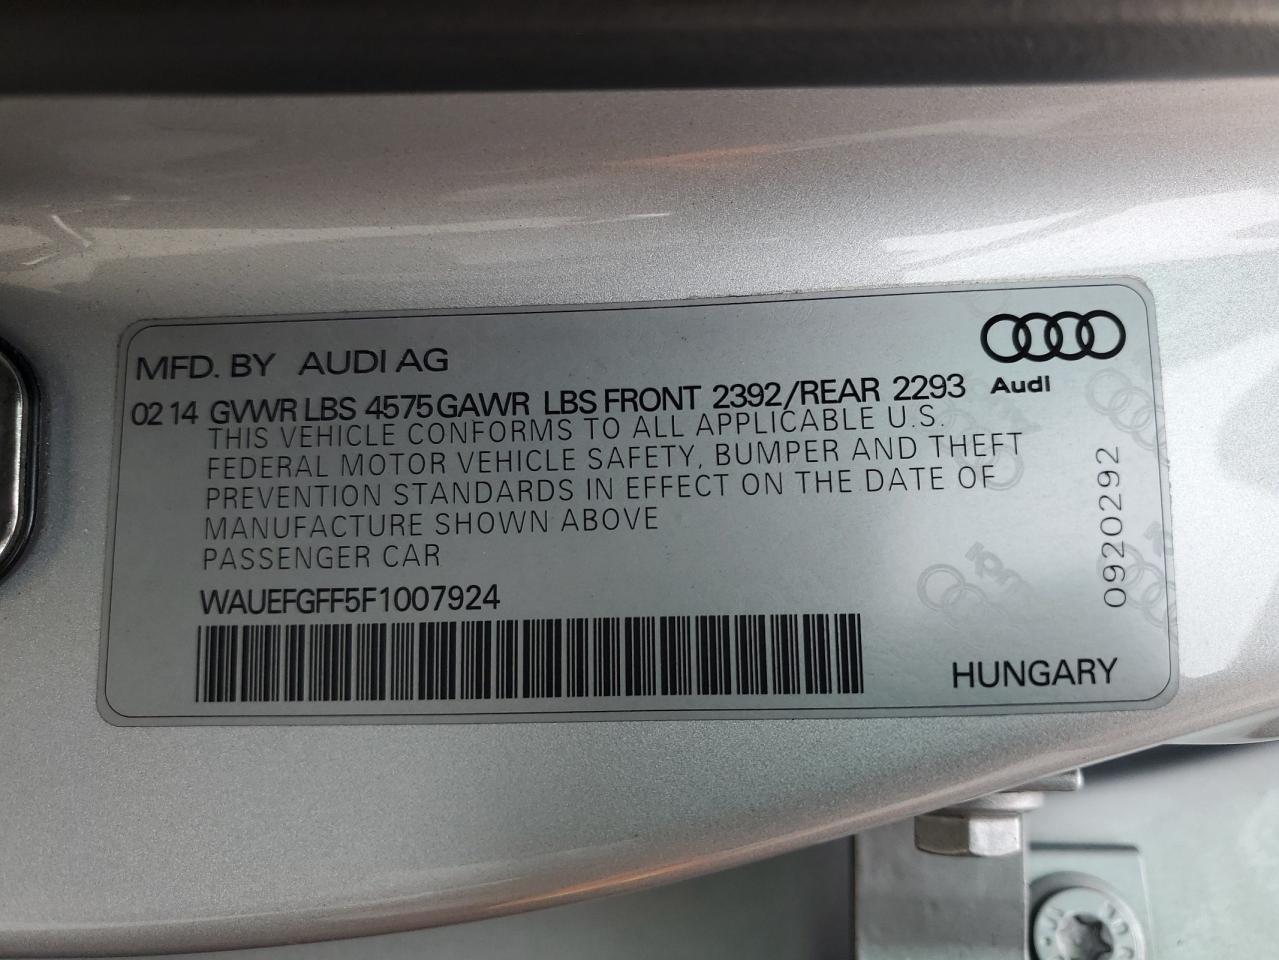 MFD. BY AUDI AG
Audi
02 14 GVWR LBS 4575 GAWR LBS FRONT 2392/REAR 2293
THIS VEHICLE CONFORMS TO ALL APPLICABLE U.S.
FEDERAL MOTOR VEHICLE SAFETY, BUMPER AND THEFT
PREVENTION STANDARDS IN EFFECT ON THE DATE OF
MANUFACTURE SHOWN ABOVE
PASSENGER CAR
WAUEFGFF5F1007924
0920292
HUNGARY